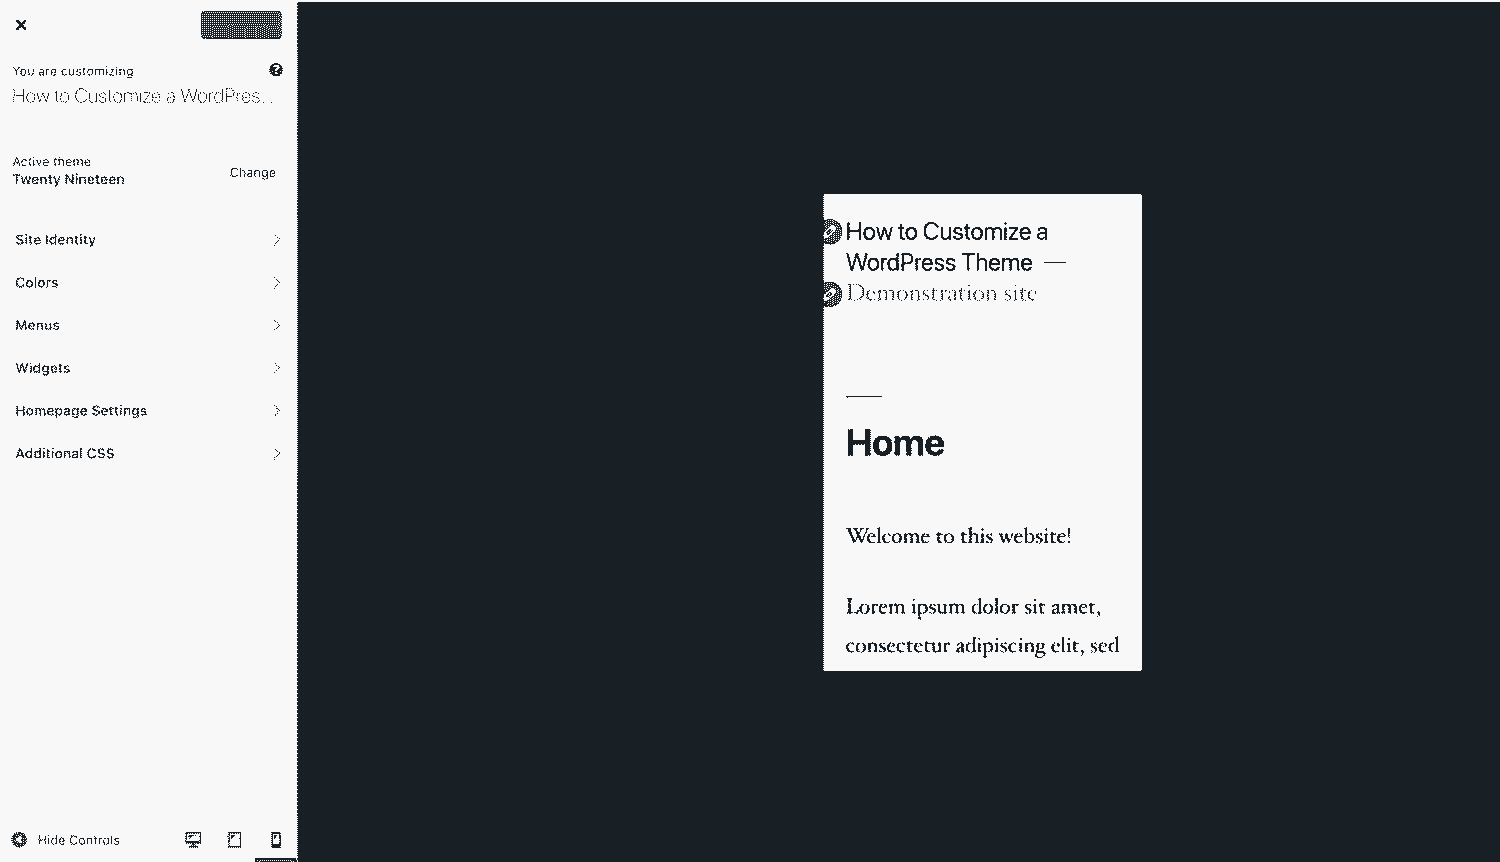 You are customizing
How to Customize a WordPres...
Active theme
Twenty Nineteen
Change
Site Identity
Colors
Menus
Widgets
Homepage Settings
Additional CSS
Hide Controls
How to Customize a
WordPress Theme —
Demonstration site
Home
Welcome to this website!
Lorem ipsum dolor sit amet,
consectetur adipiscing elit, sed